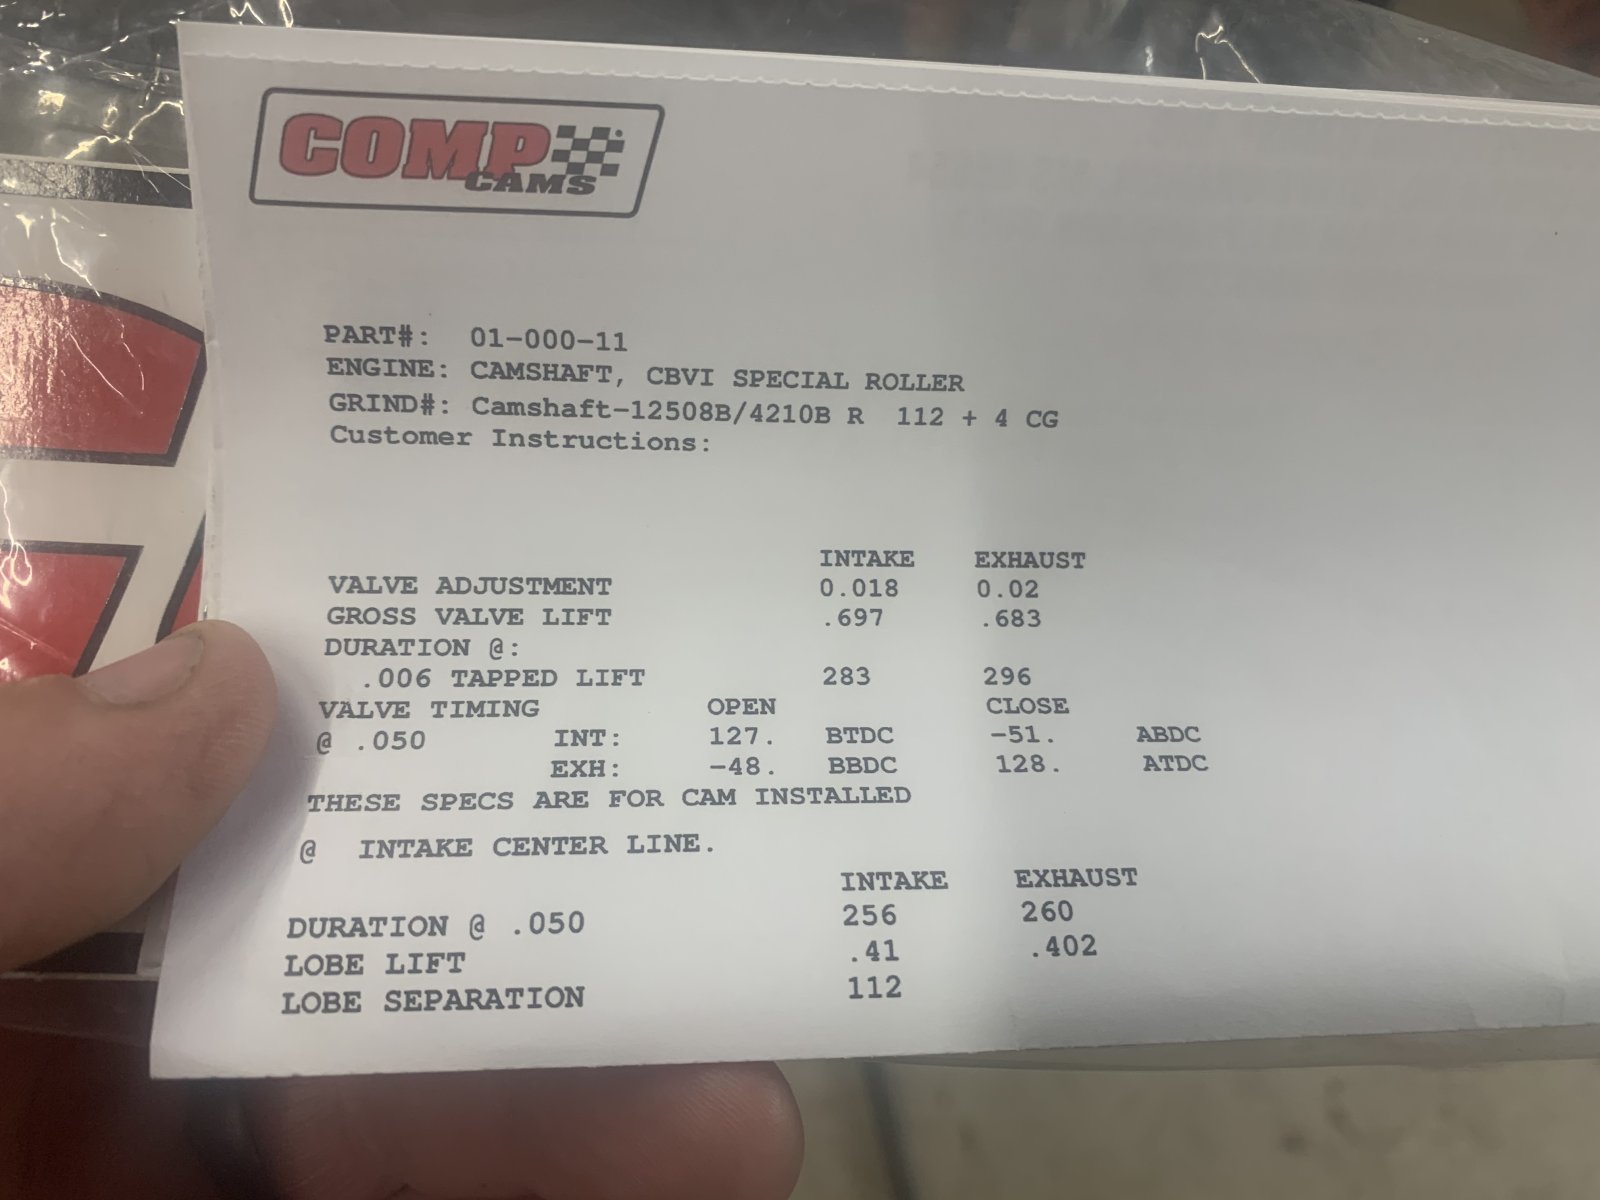 COMP
CAMS
PART#: 01-000-11
ENGINE: CAMSHAFT, CBVI SPECIAL ROLLER
GRIND#: Camshaft-12508B/4210B R 112 + 4 CG
Customer Instructions:
INTAKE EXHAUST
VALVE ADJUSTMENT 0.018 0.02
GROSS VALVE LIFT .697 .683
DURATION @:
.006 TAPPED LIFT 283 296
VALVE TIMING OPEN CLOSE
@ .050 INT: 127. BTDC -51. ABDC
EXH: -48. BBDC 128. ATDC
THESE SPECS ARE FOR CAM INSTALLED
@ INTAKE CENTER LINE.
INTAKE EXHAUST
DURATION @ .050 256 260
LOBE LIFT .41 .402
LOBE SEPARATION 112